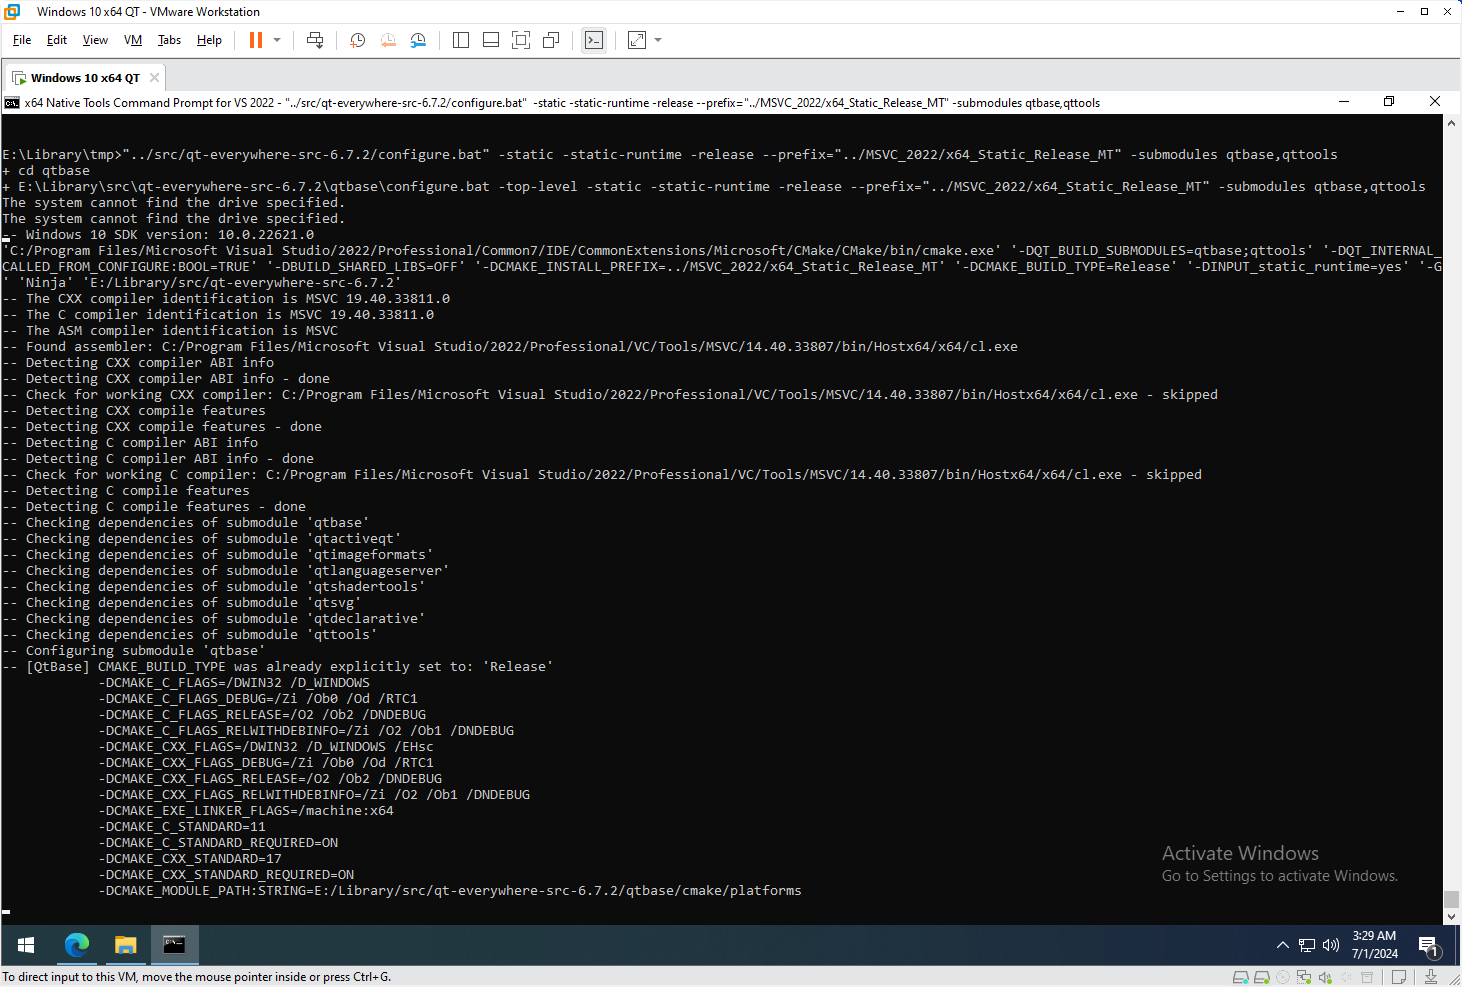 Windows 10 x64 QT - VMware Workstation
File Edit View VM Tabs Help
Windows 10 x64 QT
x64 Native Tools Command Prompt for VS 2022 - "../src/qt-everywhere-src-6.7.2/configure.bat" -static -static-runtime -release --prefix="../MSVC_2022/x64_Static_Release_MT" -submodules qtbase,qttools
E:\Library\tmp>"../src/qt-everywhere-src-6.7.2/configure.bat" -static -static-runtime -release --prefix="../MSVC_2022/x64_Static_Release_MT" -submodules qtbase,qttools
+ cd qtbase
+ E:\Library\src\qt-everywhere-src-6.7.2\qtbase\configure.bat -top-level -static -static-runtime -release --prefix="../MSVC_2022/x64_Static_Release_MT" -submodules qtbase,qttools
The system cannot find the drive specified.
The system cannot find the drive specified.
-- Windows 10 SDK version: 10.0.22621.0
'C:/Program Files/Microsoft Visual Studio/2022/Professional/Common7/IDE/CommonExtensions/Microsoft/CMake/CMake/bin/cmake.exe' '-DQT_BUILD_SUBMODULES=qtbase;qttools' '-DQT_INTERNAL_
CALLED_FROM_CONFIGURE:BOOL=TRUE' '-DBUILD_SHARED_LIBS=OFF' '-DCMAKE_INSTALL_PREFIX=../MSVC_2022/x64_Static_Release_MT' '-DCMAKE_BUILD_TYPE=Release' '-DINPUT_static_runtime=yes' '-G
' 'Ninja' 'E:/Library/src/qt-everywhere-src-6.7.2'
-- The CXX compiler identification is MSVC 19.40.33811.0
-- The C compiler identification is MSVC 19.40.33811.0
-- The ASM compiler identification is MSVC
-- Found assembler: C:/Program Files/Microsoft Visual Studio/2022/Professional/VC/Tools/MSVC/14.40.33807/bin/Hostx64/x64/cl.exe
-- Detecting CXX compiler ABI info
-- Detecting CXX compiler ABI info - done
-- Check for working CXX compiler: C:/Program Files/Microsoft Visual Studio/2022/Professional/VC/Tools/MSVC/14.40.33807/bin/Hostx64/x64/cl.exe - skipped
-- Detecting CXX compile features
-- Detecting CXX compile features - done
-- Detecting C compiler ABI info
-- Detecting C compiler ABI info - done
-- Check for working C compiler: C:/Program Files/Microsoft Visual Studio/2022/Professional/VC/Tools/MSVC/14.40.33807/bin/Hostx64/x64/cl.exe - skipped
-- Detecting C compile features
-- Detecting C compile features - done
-- Checking dependencies of submodule 'qtbase'
-- Checking dependencies of submodule 'qtactiveqt'
-- Checking dependencies of submodule 'qtimageformats'
-- Checking dependencies of submodule 'qtlanguageserver'
-- Checking dependencies of submodule 'qtshadertools'
-- Checking dependencies of submodule 'qtsvg'
-- Checking dependencies of submodule 'qtdeclarative'
-- Checking dependencies of submodule 'qttools'
-- Configuring submodule 'qtbase'
-- [QtBase] CMAKE_BUILD_TYPE was already explicitly set to: 'Release'
-DCMAKE_C_FLAGS=/DWIN32 /D_WINDOWS
-DCMAKE_C_FLAGS_DEBUG=/Zi /Ob0 /Od /RTC1
-DCMAKE_C_FLAGS_RELEASE=/O2 /Ob2 /DNDEBUG
-DCMAKE_C_FLAGS_RELWITHDEBINFO=/Zi /O2 /Ob1 /DNDEBUG
-DCMAKE_CXX_FLAGS=/DWIN32 /D_WINDOWS /EHsc
-DCMAKE_CXX_FLAGS_DEBUG=/Zi /Ob0 /Od /RTC1
-DCMAKE_CXX_FLAGS_RELEASE=/O2 /Ob2 /DNDEBUG
-DCMAKE_CXX_FLAGS_RELWITHDEBINFO=/Zi /O2 /Ob1 /DNDEBUG
-DCMAKE_EXE_LINKER_FLAGS=/machine:x64
-DCMAKE_C_STANDARD=11
-DCMAKE_C_STANDARD_REQUIRED=ON
-DCMAKE_CXX_STANDARD=17
-DCMAKE_CXX_STANDARD_REQUIRED=ON
-DCMAKE_MODULE_PATH:STRING=E:/Library/src/qt-everywhere-src-6.7.2/qtbase/cmake/platforms
Activate Windows
Go to Settings to activate Windows.
3:29 AM
7/1/2024
1
To direct input to this VM, move the mouse pointer inside or press Ctrl+G.